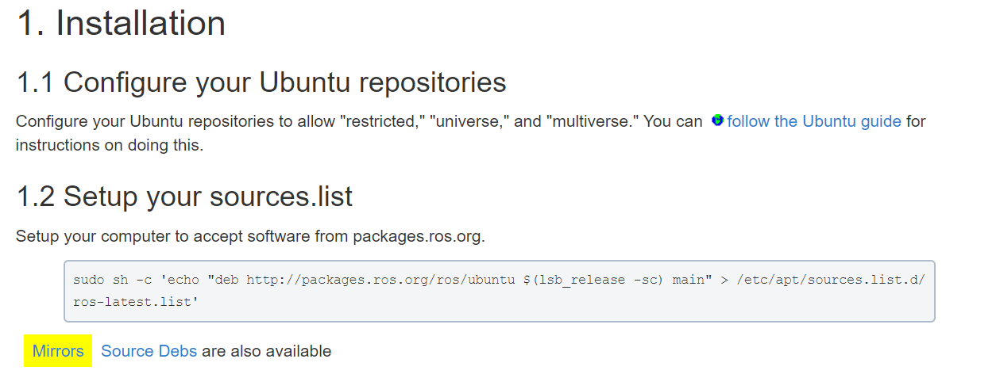 1. Installation
1.1 Configure your Ubuntu repositories
Configure your Ubuntu repositories to allow "restricted," "universe," and "multiverse." You can follow the Ubuntu guide for
instructions on doing this.
1.2 Setup your sources.list
Setup your computer to accept software from packages.ros.org.
sudo sh -c 'echo "deb http://packages.ros.org/ros/ubuntu $(lsb_release -sc) main" > /etc/apt/sources.list.d/
ros-latest.list'
Mirrors Source Debs are also available